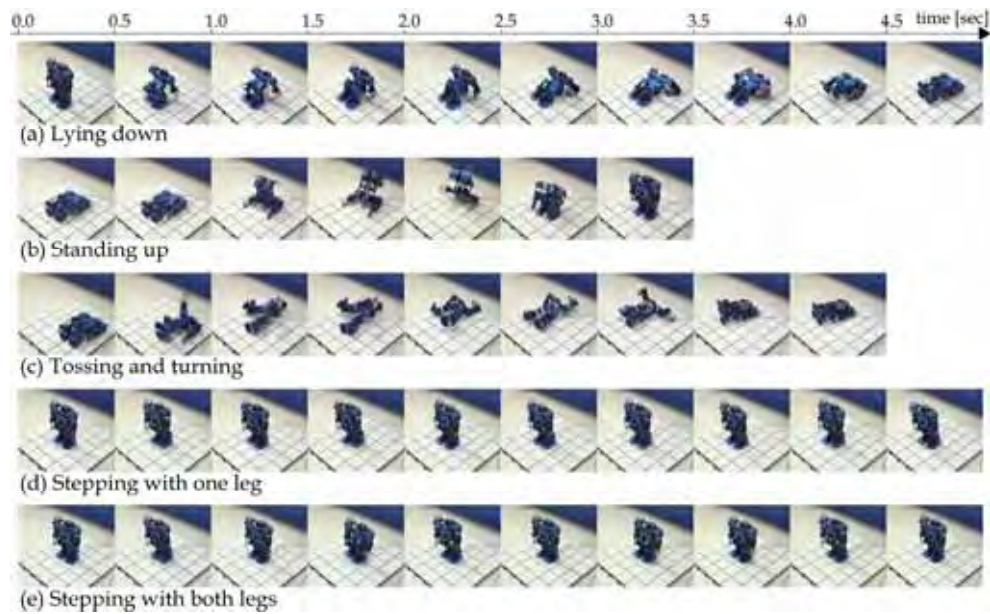 0.0 0.5 1.0 1.5 2.0 2.5 3.0 3.5 4.0 4.5 time [sec]
(a) Lying down
(b) Standing up
(c) Tossing and turning
(d) Stepping with one leg
(e) Stepping with both legs